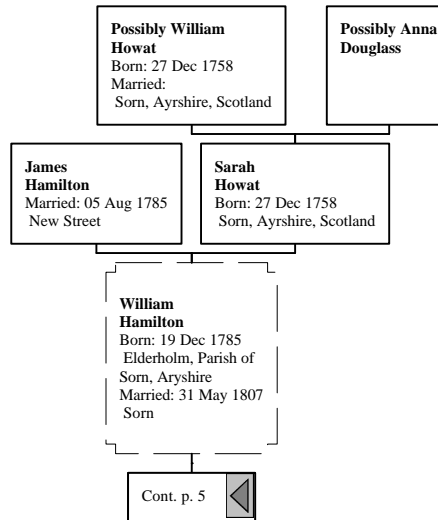 Possibly William
Howat
Born: 27 Dec 1758
Married:
Sorn, Ayrshire, Scotland
Possibly Anna
Douglass
James
Hamilton
Married: 05 Aug 1785
New Street
Sarah
Howat
Born: 27 Dec 1758
Sorn, Ayrshire, Scotland
William
Hamilton
Born: 19 Dec 1785
Elderholm, Parish of
Sorn, Aryshire
Married: 31 May 1807
Sorn
Cont. p. 5